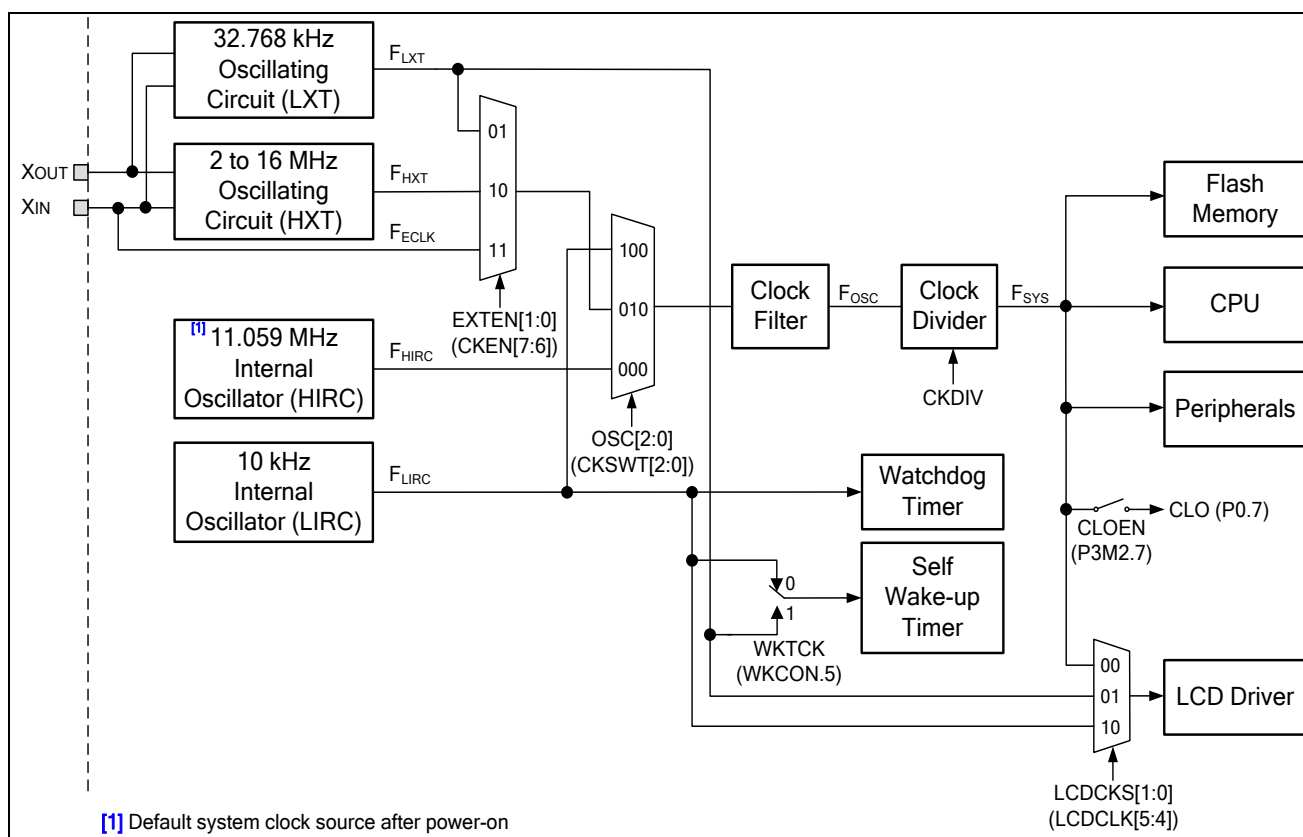 32.768 kHz
Oscillating
Circuit (LXT)
FLXT
01
XOUT
XIN
2 to 16 MHz
Oscillating
Circuit (HXT)
FHXT
10
FECLK
11
EXTEN[1:0]
(CKEN[7:6])
[1] 11.059 MHz
Internal
Oscillator (HIRC)
FHIRC
100
010
000
OSC[2:0]
(CKSWT[2:0])
10 kHz
Internal
Oscillator (LIRC)
FLIRC
Clock
Filter
FOSC
Clock
Divider
CKDIV
FSYS
Flash
Memory
CPU
Peripherals
CLO (P0.7)
CLOEN
(P3M2.7)
Watchdog
Timer
0
1
WKTCK
(WKCON.5)
Self
Wake-up
Timer
00
01
10
LCD Driver
LCDCKS[1:0]
(LCDCLK[5:4])
[1] Default system clock source after power-on